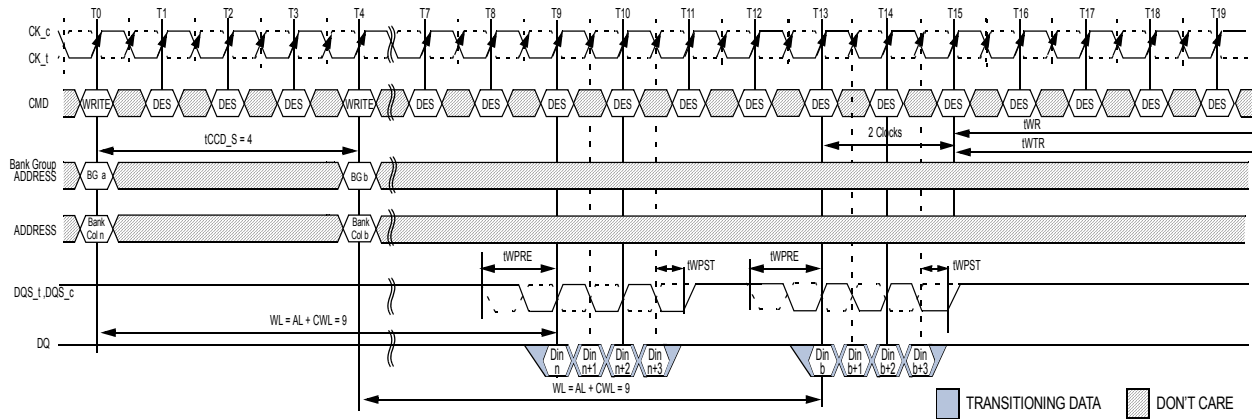 T0 T1 T2 T3 T4 T7 T8 T9 T10 T11 T12 T13 T14 T15 T16 T17 T18 T19
CK_c
CK_t
CMD WRITE DES DES DES WRITE DES DES DES DES DES DES DES DES DES DES DES DES DES
tCCD_S = 4
2 Clocks
tWR
tWTR
Bank Group
ADDRESS
BG a
BG b
ADDRESS
Bank
Col n
Bank
Col b
tWPRE
tWPST
tWPRE
tWPST
DQS_t ,DQS_c
WL = AL + CWL = 9
DQ
Din
n
Din
n+1
Din
n+2
Din
n+3
Din
b
Din
b+1
Din
b+2
Din
b+3
WL = AL + CWL = 9
TRANSITIONING DATA
DON'T CARE